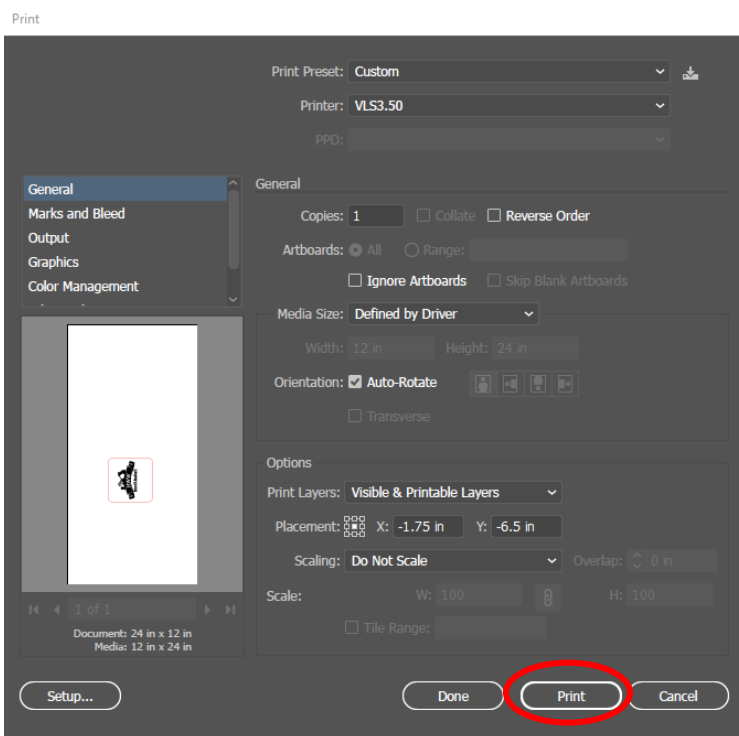 Print
Print Preset: Custom
Printer: VLS3.50
PPD:
General
Marks and Bleed
Output
Graphics
Color Management
General
Copies: 1 Collate Reverse Order
Artboards: All Range:
Ignore Artboards Skip Blank Artboards
Media Size: Defined by Driver
Width: 12 in Height: 24 in
Orientation: Auto-Rotate
Transverse
Options
Print Layers: Visible & Printable Layers
Placement: X: -1.75 in Y: -6.5 in
Scaling: Do Not Scale Overlap: 0 in
Scale: W: 100 H: 100
Tile Range:
1 of 1
Document: 24 in x 12 in
Media: 12 in x 24 in
Setup... Done Print Cancel